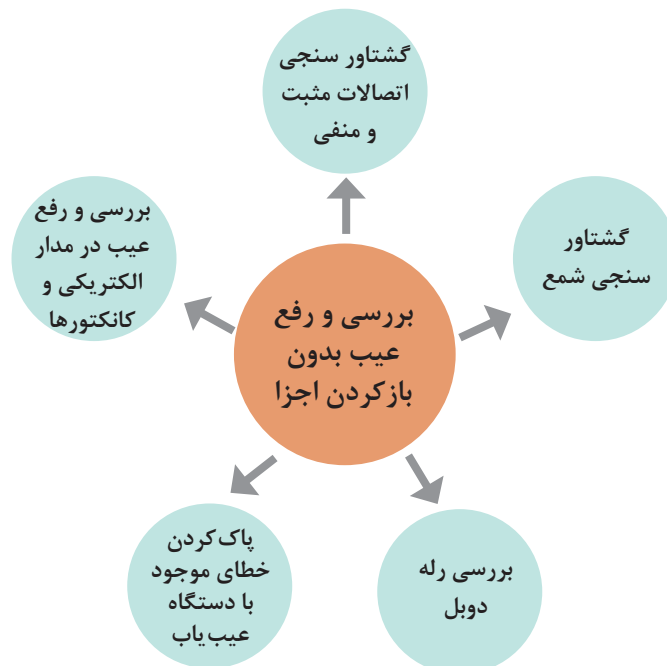 گشتاور سنجی
اتصالات مثبت
و منفی
گشتاور
سنجی شمع
بررسی و رفع
عیب در مدار
الکتریکی و
کانکتورها
بررسی و رفع
عیب بدون
بازکردن اجزا
بررسی رله
دوبل
پاک کردن
خطای موجود
با دستگاه
عیب یاب